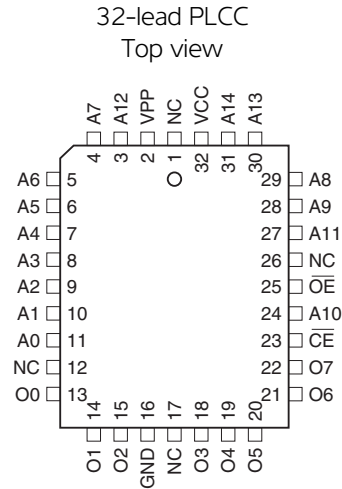 32-lead PLCC
Top view
A7 A12 VPP NC VCC A14 A13
4 3 2 1 32 31 30
A6 5 29 A8
A5 6 28 A9
A4 7 27 A11
A3 8 26 NC
A2 9 25 OE
A1 10 24 A10
A0 11 23 CE
NC 12 22 O7
O0 13 21 O6
14 15 16 17 18 19 20
O1 O2 GND NC O3 O4 O5